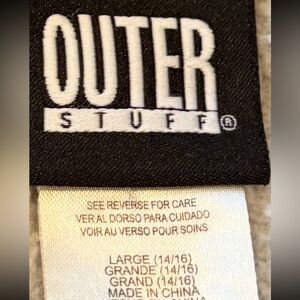 OUTER
STUFF®
SEE REVERSE FOR CARE
VER AL DORSO PARA CUIDADO
VOIR AU VERSO POUR SOINS
LARGE (14/16)
GRANDE (14/16)
GRAND (14/16)
MADE IN CHINA